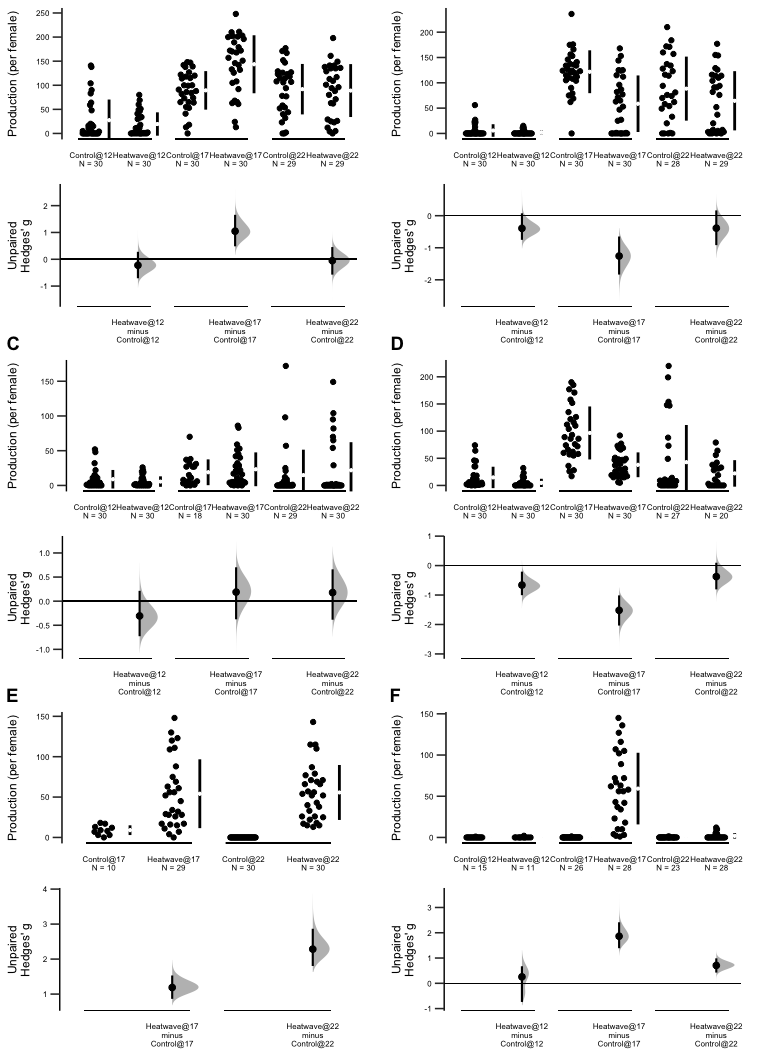 250
200
150
100
50
0
Production (per female)
Control@12 Heatwave@12 Control@17 Heatwave@17 Control@22 Heatwave@22
N = 30 N = 30 N = 30 N = 30 N = 29 N = 29
200
150
100
50
0
Production (per female)
Control@12 Heatwave@12 Control@17 Heatwave@17 Control@22 Heatwave@22
N = 30 N = 30 N = 30 N = 30 N = 28 N = 29
2
1
0
-1
Unpaired
Hedges' g
Heatwave@12 Heatwave@17 Heatwave@22
minus minus minus
Control@12 Control@17 Control@22
0
-1
-2
Unpaired
Hedges' g
Heatwave@12 Heatwave@17 Heatwave@22
minus minus minus
Control@12 Control@17 Control@22
C
150
100
50
0
Production (per female)
Control@12 Heatwave@12 Control@17 Heatwave@17 Control@22 Heatwave@22
N = 30 N = 30 N = 18 N = 30 N = 29 N = 30
D
200
150
100
50
0
Production (per female)
Control@12 Heatwave@12 Control@17 Heatwave@17 Control@22 Heatwave@22
N = 30 N = 30 N = 30 N = 30 N = 27 N = 20
1.0
0.5
0.0
-0.5
-1.0
Unpaired
Hedges' g
Heatwave@12 Heatwave@17 Heatwave@22
minus minus minus
Control@12 Control@17 Control@22
1
0
-1
-2
-3
Unpaired
Hedges' g
Heatwave@12 Heatwave@17 Heatwave@22
minus minus minus
Control@12 Control@17 Control@22
E
150
100
50
0
Production (per female)
Control@17 Heatwave@17 Control@22 Heatwave@22
N = 10 N = 29 N = 30 N = 30
F
150
100
50
0
Production (per female)
Control@12 Heatwave@12 Control@17 Heatwave@17 Control@22 Heatwave@22
N = 15 N = 11 N = 26 N = 28 N = 23 N = 28
4
3
2
1
Unpaired
Hedges' g
Heatwave@17 Heatwave@22
minus minus
Control@17 Control@22
3
2
1
0
-1
Unpaired
Hedges' g
Heatwave@12 Heatwave@17 Heatwave@22
minus minus minus
Control@12 Control@17 Control@22